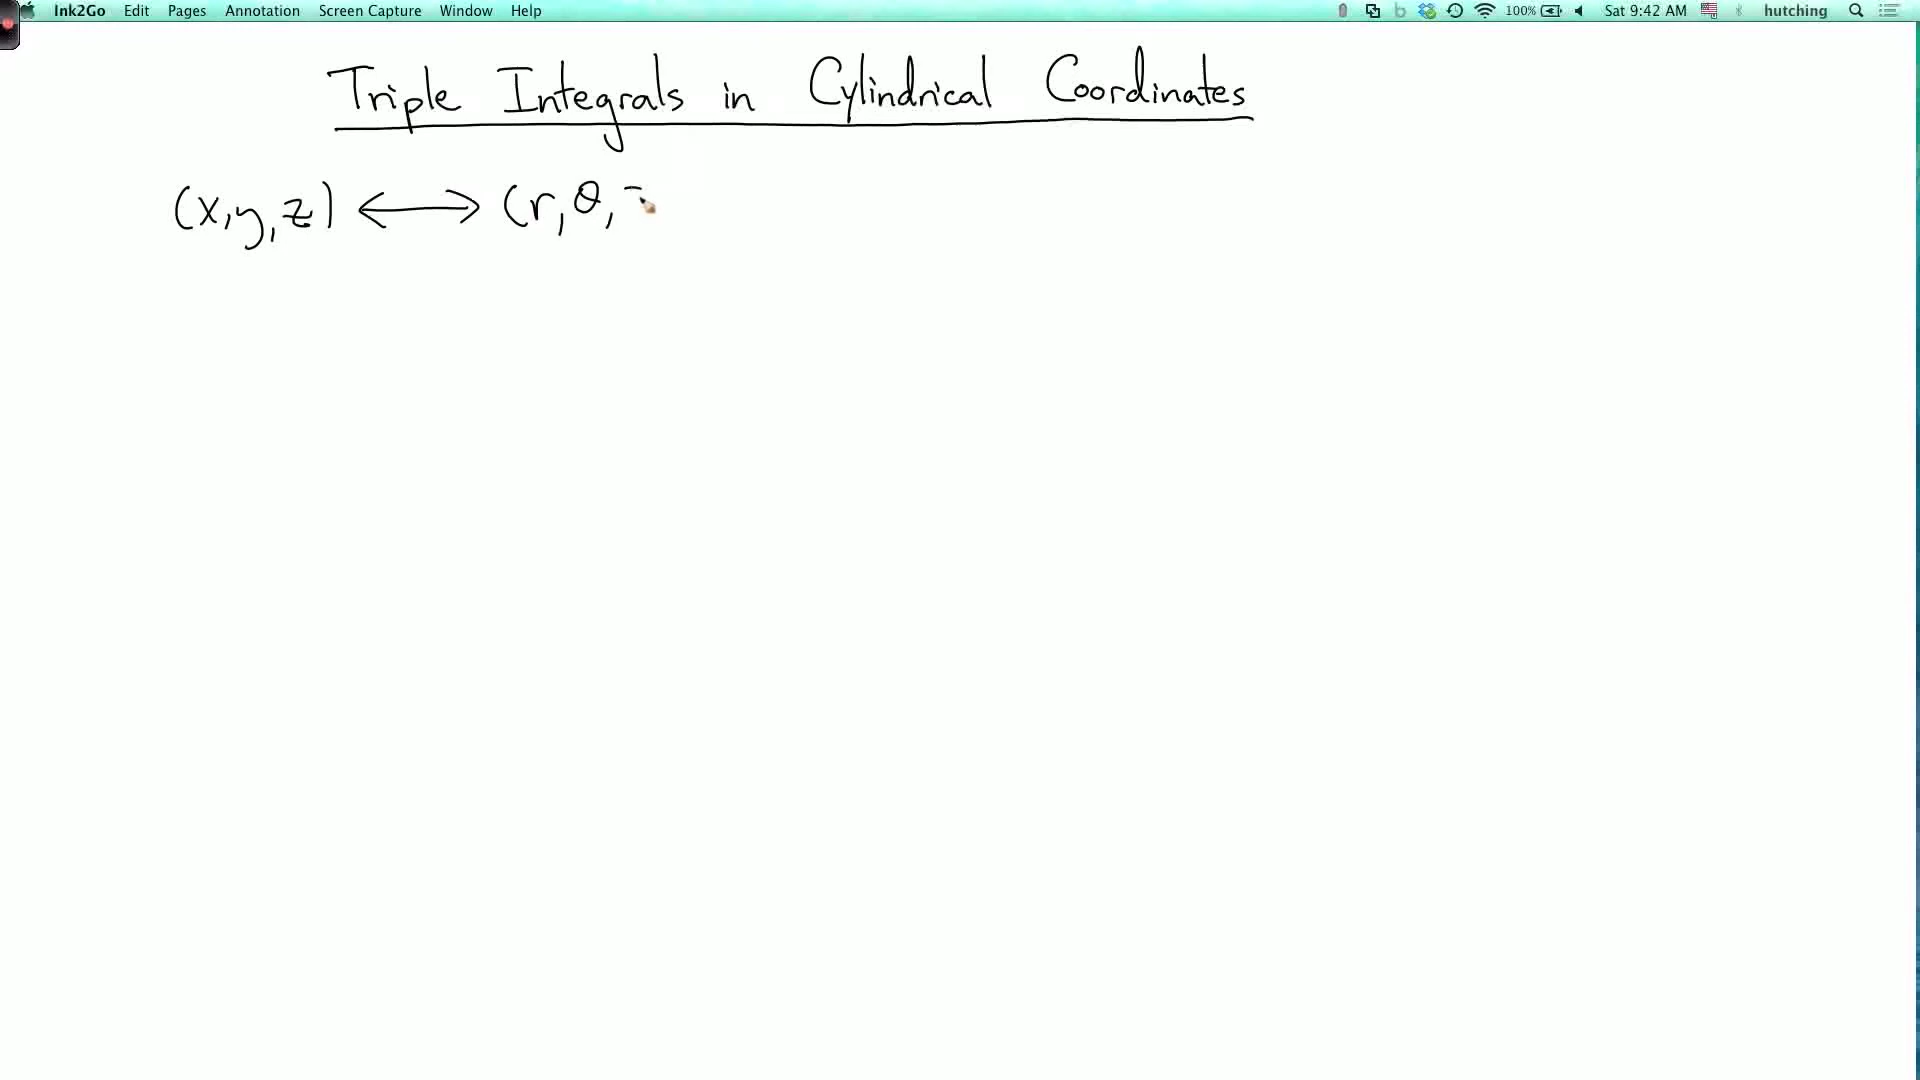 Ink2Go Edit Pages Annotation Screen Capture Window Help 100% Sat 9:42 AM hutching
Triple Integrals in Cylindrical Coordinates
(x,y,z) ⟷ (r,θ,